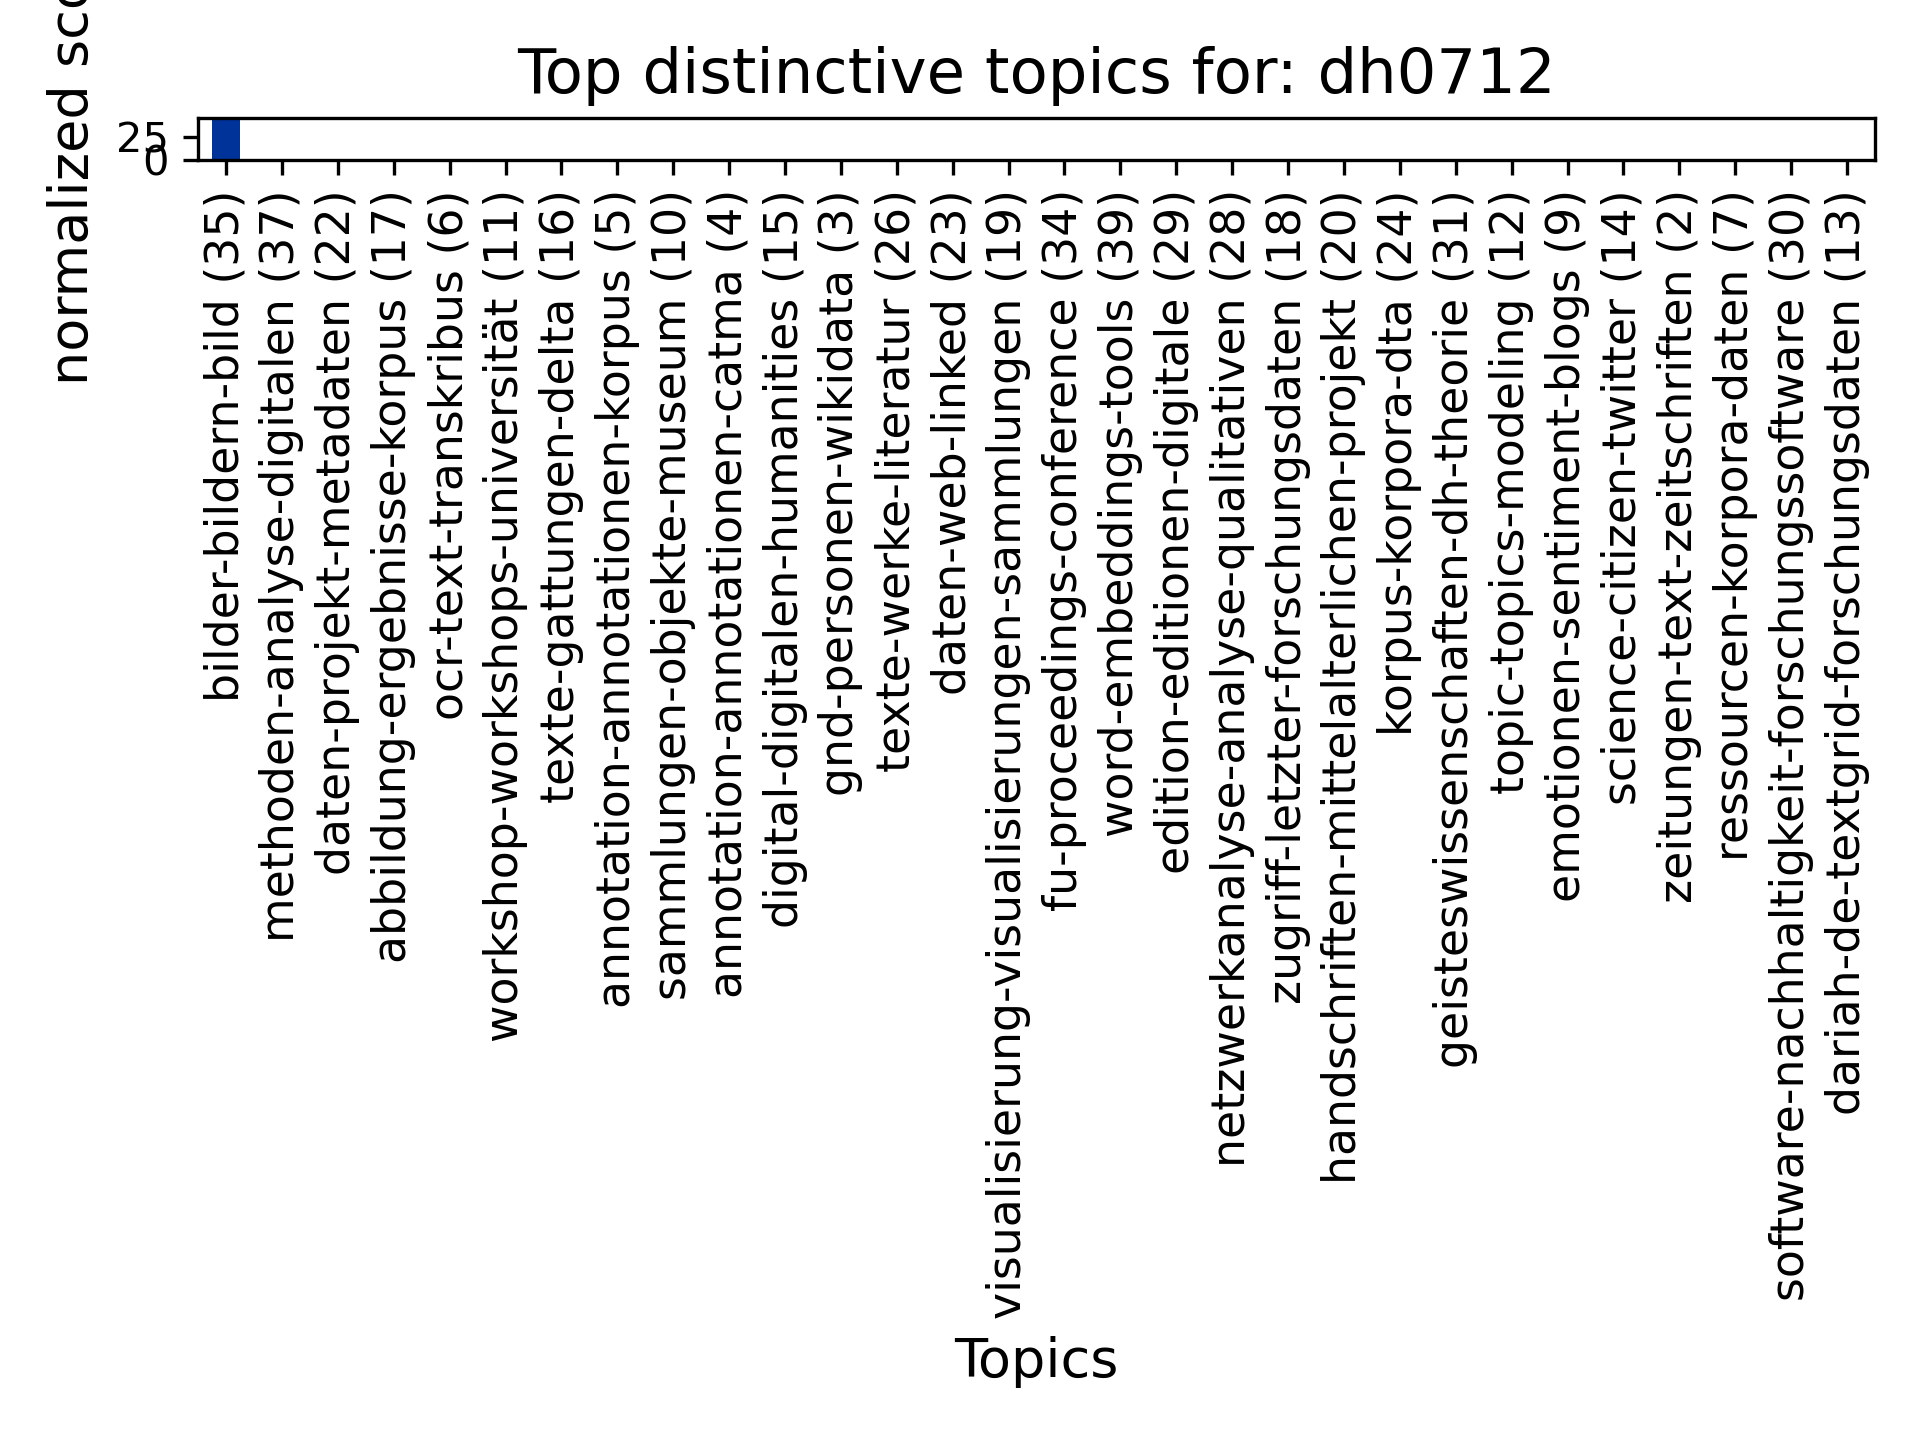 Top distinctive topics for: dh0712
normalized sco
25
0
bilder-bildern-bild (35)
methoden-analyse-digitalen (37)
daten-projekt-metadaten (22)
abbildung-ergebnisse-korpus (17)
ocr-text-transkribus (6)
workshop-workshops-universität (11)
texte-gattungen-delta (16)
annotation-annotationen-korpus (5)
sammlungen-objekte-museum (10)
annotation-annotationen-catma (4)
digital-digitalen-humanities (15)
gnd-personen-wikidata (3)
texte-werke-literatur (26)
daten-web-linked (23)
visualisierung-visualisierungen-sammlungen (19)
fu-proceedings-conference (34)
word-embeddings-tools (39)
edition-editionen-digitale (29)
netzwerkanalyse-analyse-qualitativen (28)
zugriff-letzter-forschungsdaten (18)
handschriften-mittelalterlichen-projekt (20)
korpus-korpora-dta (24)
geisteswissenschaften-dh-theorie (31)
topic-topics-modeling (12)
emotionen-sentiment-blogs (9)
science-citizen-twitter (14)
zeitungen-text-zeitschriften (2)
ressourcen-korpora-daten (7)
software-nachhaltigkeit-forschungssoftware (30)
dariah-de-textgrid-forschungsdaten (13)
Topics